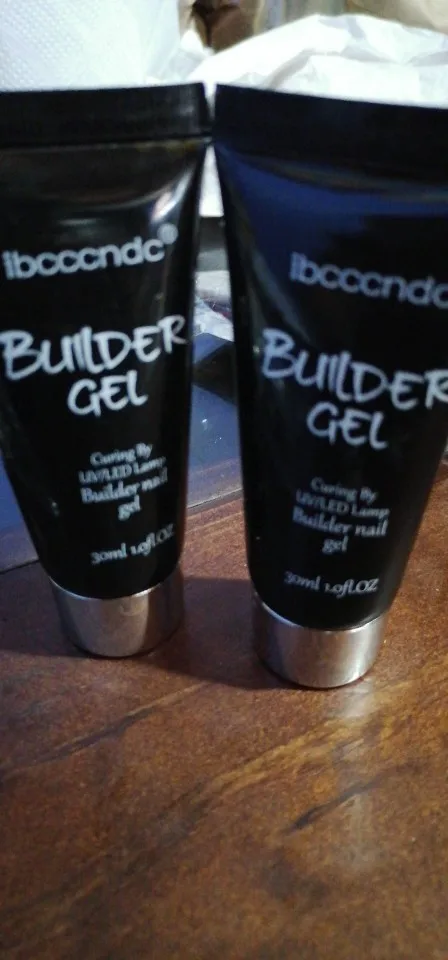 ibcccndc®
BUILDER
GEL
Curing By
UV/LED Lamp
Builder nail
gel
30ml 1.0fl.OZ
ibcccndc
BUILDER
GEL
Curing By
UV/LED Lamp
Builder nail
gel
30ml 1.0fl.OZ